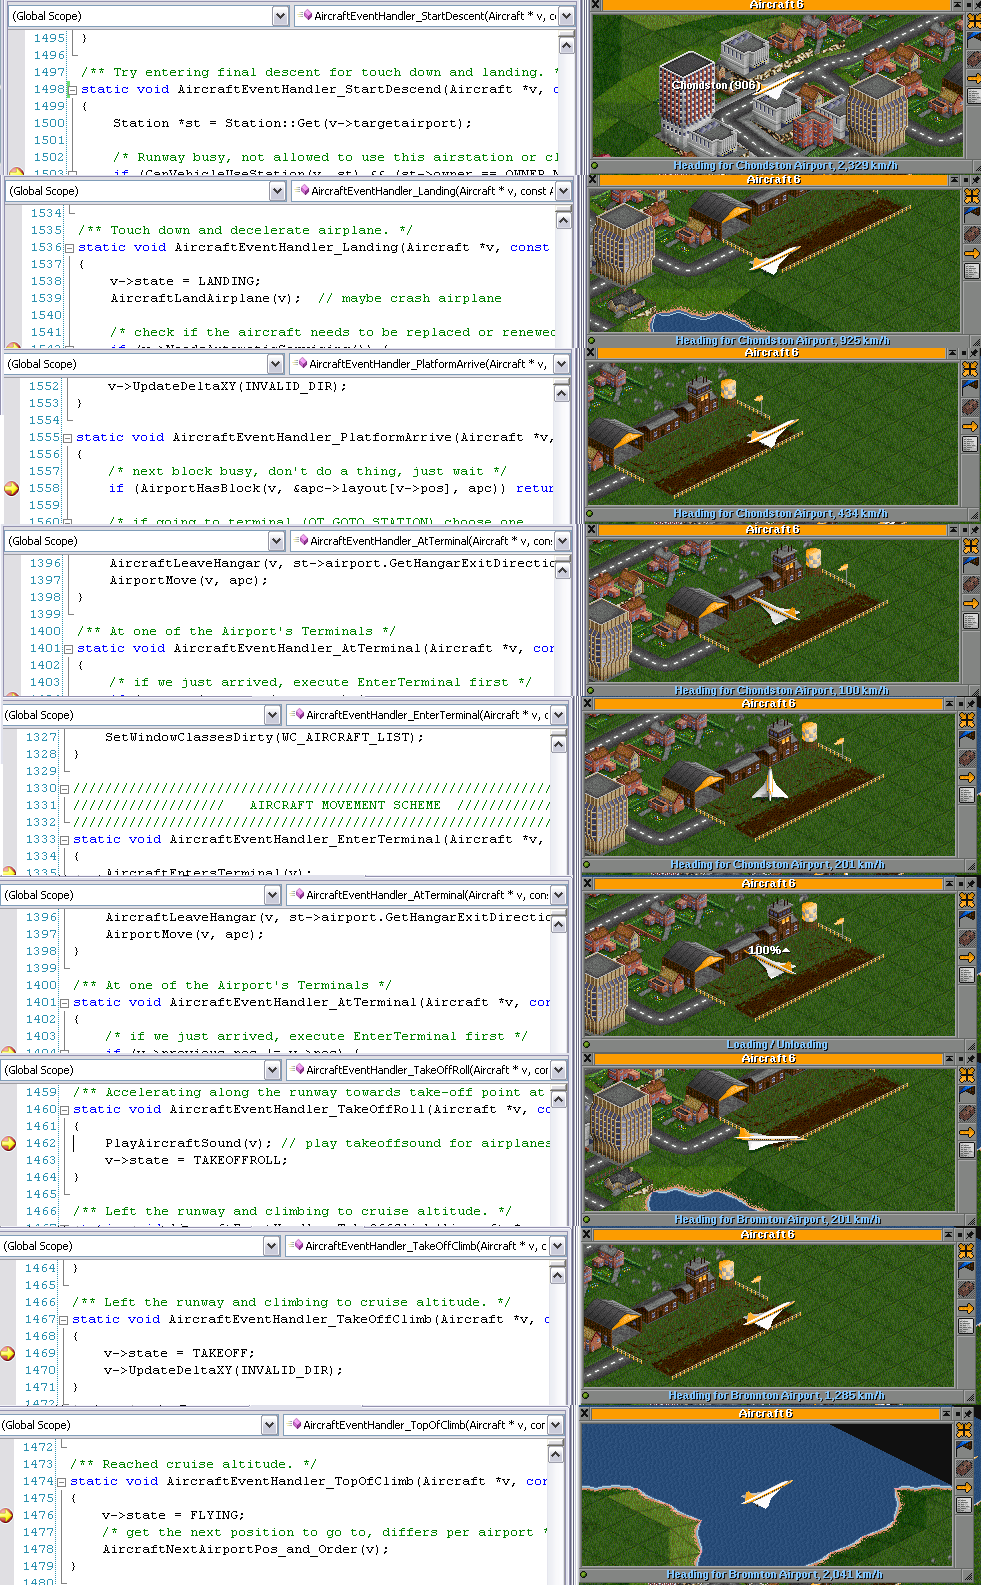 (Global Scope)
AircraftEventHandler_StartDescent(Aircraft * v, c
1495 }
1496
1497 /** Try entering final descent for touch down and landing. *
1498 static void AircraftEventHandler_StartDescend(Aircraft *v, c
1499 {
1500 Station *st = Station::Get(v->targetairport);
1501
1502 /* Runway busy, not allowed to use this airstation or cl
1503 if (CanVehicleUseStation(v, st) && (st->owner == OWNER_N
Aircraft 6
Chondston (906)
Heading for Chondston Airport, 2,329 km/h
(Global Scope)
AircraftEventHandler_Landing(Aircraft * v, const A
1534
1535 /** Touch down and decelerate airplane. */
1536 static void AircraftEventHandler_Landing(Aircraft *v, const
1537 {
1538 v->state = LANDING;
1539 AircraftLandAirplane(v); // maybe crash airplane
1540
1541 /* check if the aircraft needs to be replaced or renewed
1542 if (v->NeedsAutomaticServicing()) {
Aircraft 6
Heading for Chondston Airport, 925 km/h
(Global Scope)
AircraftEventHandler_PlatformArrive(Aircraft * v,
1552 v->UpdateDeltaXY(INVALID_DIR);
1553 }
1554
1555 static void AircraftEventHandler_PlatformArrive(Aircraft *v,
1556 {
1557 /* next block busy, don't do a thing, just wait */
1558 if (AirportHasBlock(v, &apc->layout[v->pos], apc)) retur
1559
1560 /* if going to terminal (OT_GOTO_STATION) choose one
Aircraft 6
Heading for Chondston Airport, 434 km/h
(Global Scope)
AircraftEventHandler_AtTerminal(Aircraft * v, cons
1396 AircraftLeaveHangar(v, st->airport.GetHangarExitDirectio
1397 AirportMove(v, apc);
1398 }
1399
1400 /** At one of the Airport's Terminals */
1401 static void AircraftEventHandler_AtTerminal(Aircraft *v, cor
1402 {
1403 /* if we just arrived, execute EnterTerminal first */
Aircraft 6
Heading for Chondston Airport, 100 km/h
(Global Scope)
AircraftEventHandler_EnterTerminal(Aircraft * v, c
1327 SetWindowClassesDirty(WC_AIRCRAFT_LIST);
1328 }
1329
1330 ////////////////////////////////////////////////////////////
1331 /////////////////// AIRCRAFT MOVEMENT SCHEME ////////////
1332 ////////////////////////////////////////////////////////////
1333 static void AircraftEventHandler_EnterTerminal(Aircraft *v,
1334 {
1335 AircraftEntersTerminal(v);
Aircraft 6
Heading for Chondston Airport, 201 km/h
(Global Scope)
AircraftEventHandler_AtTerminal(Aircraft * v, cons
1396 AircraftLeaveHangar(v, st->airport.GetHangarExitDirectio
1397 AirportMove(v, apc);
1398 }
1399
1400 /** At one of the Airport's Terminals */
1401 static void AircraftEventHandler_AtTerminal(Aircraft *v, cor
1402 {
1403 /* if we just arrived, execute EnterTerminal first */
1404 if (v->previous_pos != v->pos) {
Aircraft 6
100%
Loading / Unloading
(Global Scope)
AircraftEventHandler_TakeOffRoll(Aircraft * v, cor
1459 /** Accelerating along the runway towards take-off point at
1460 static void AircraftEventHandler_TakeOffRoll(Aircraft *v, cc
1461 {
1462 PlayAircraftSound(v); // play takeoffsound for airplanes
1463 v->state = TAKEOFFROLL;
1464 }
1465
1466 /** Left the runway and climbing to cruise altitude. */
Aircraft 6
Heading for Bronnton Airport, 201 km/h
(Global Scope)
AircraftEventHandler_TakeOffClimb(Aircraft * v, c
1464 }
1465
1466 /** Left the runway and climbing to cruise altitude. */
1467 static void AircraftEventHandler_TakeOffClimb(Aircraft *v, c
1468 {
1469 v->state = TAKEOFF;
1470 v->UpdateDeltaXY(INVALID_DIR);
1471 }
1472
Aircraft 6
Heading for Bronnton Airport, 1,285 km/h
(Global Scope)
AircraftEventHandler_TopOfClimb(Aircraft * v, cor
1472
1473 /** Reached cruise altitude. */
1474 static void AircraftEventHandler_TopOfClimb(Aircraft *v, cor
1475 {
1476 v->state = FLYING;
1477 /* get the next position to go to, differs per airport *
1478 AircraftNextAirportPos_and_Order(v);
1479 }
1480
Aircraft 6
Heading for Bronnton Airport, 2,041 km/h